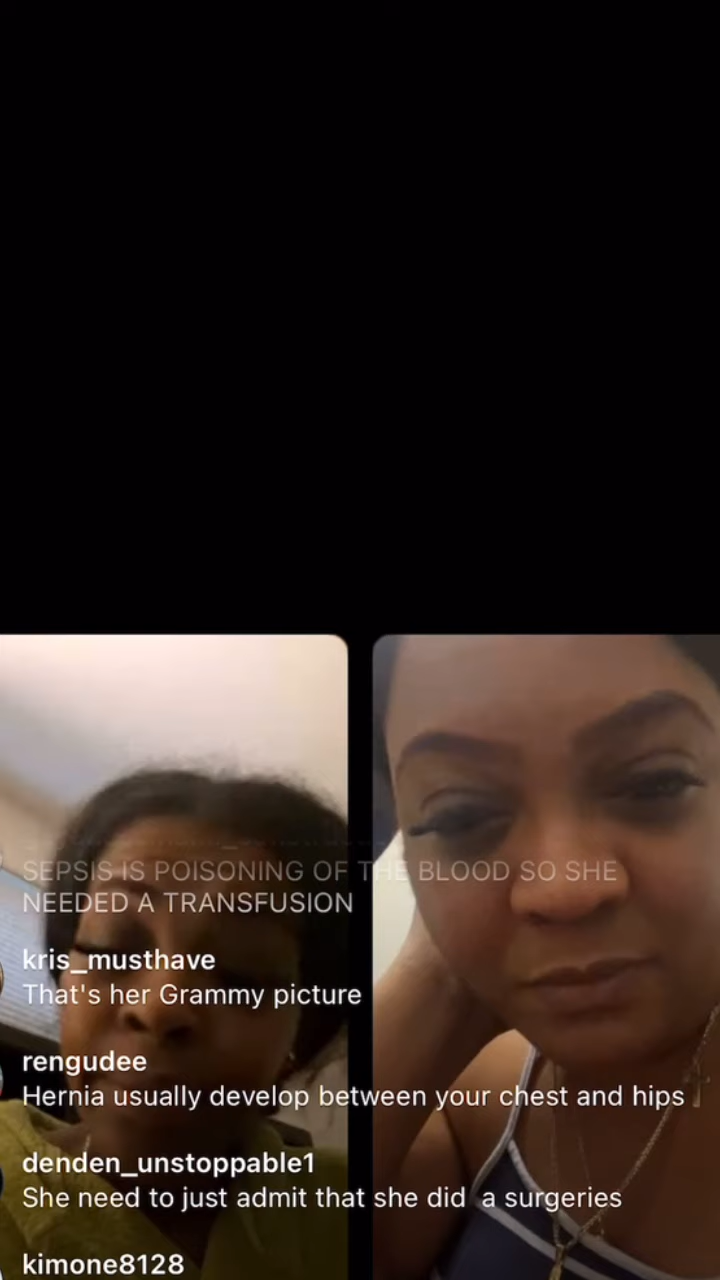 SEPSIS IS POISONING OF THE BLOOD SO SHE
NEEDED A TRANSFUSION
kris_musthave
That's her Grammy picture
rengudee
Hernia usually develop between your chest and hips
denden_unstoppable1
She need to just admit that she did  a surgeries
kimone8128